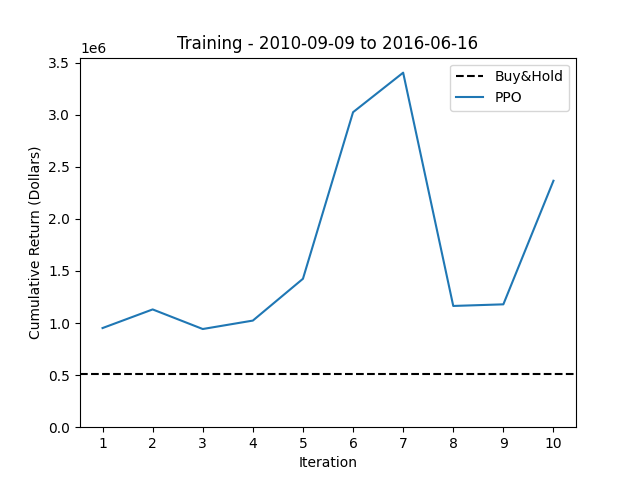 Training - 2010-09-09 to 2016-06-16
1e6
3.5
3.0
2.5
2.0
1.5
1.0
0.5
0.0
Cumulative Return (Dollars)
Buy&Hold
PPO
1 2 3 4 5 6 7 8 9 10
Iteration